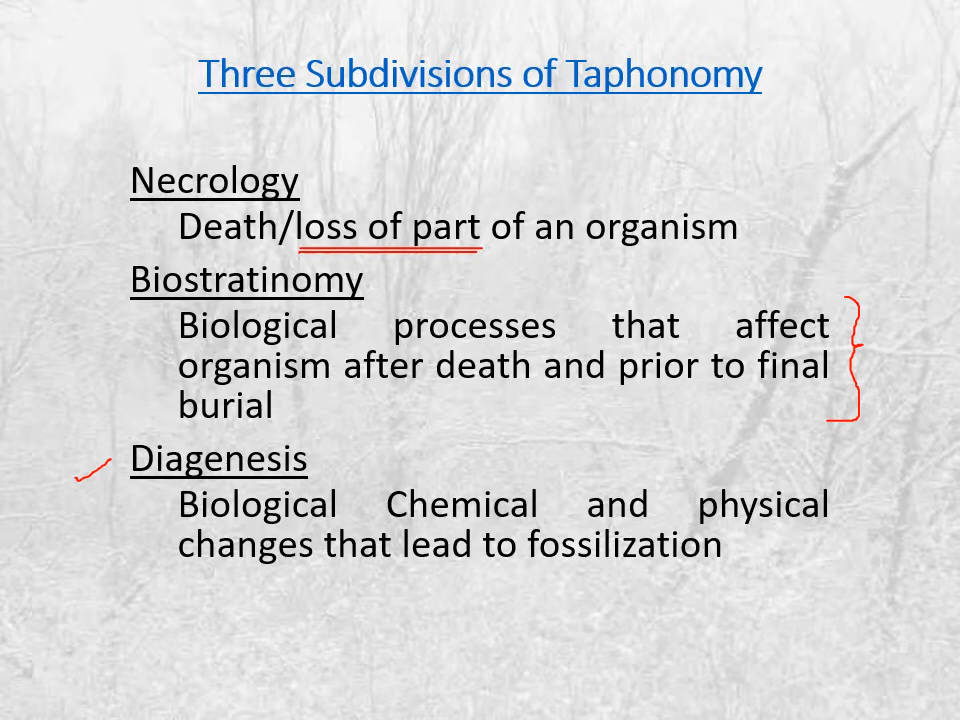 Three Subdivisions of Taphonomy
Necrology
Death/loss of part of an organism
Biostratinomy
Biological processes that affect
organism after death and prior to final
burial
Diagenesis
Biological Chemical and physical
changes that lead to fossilization